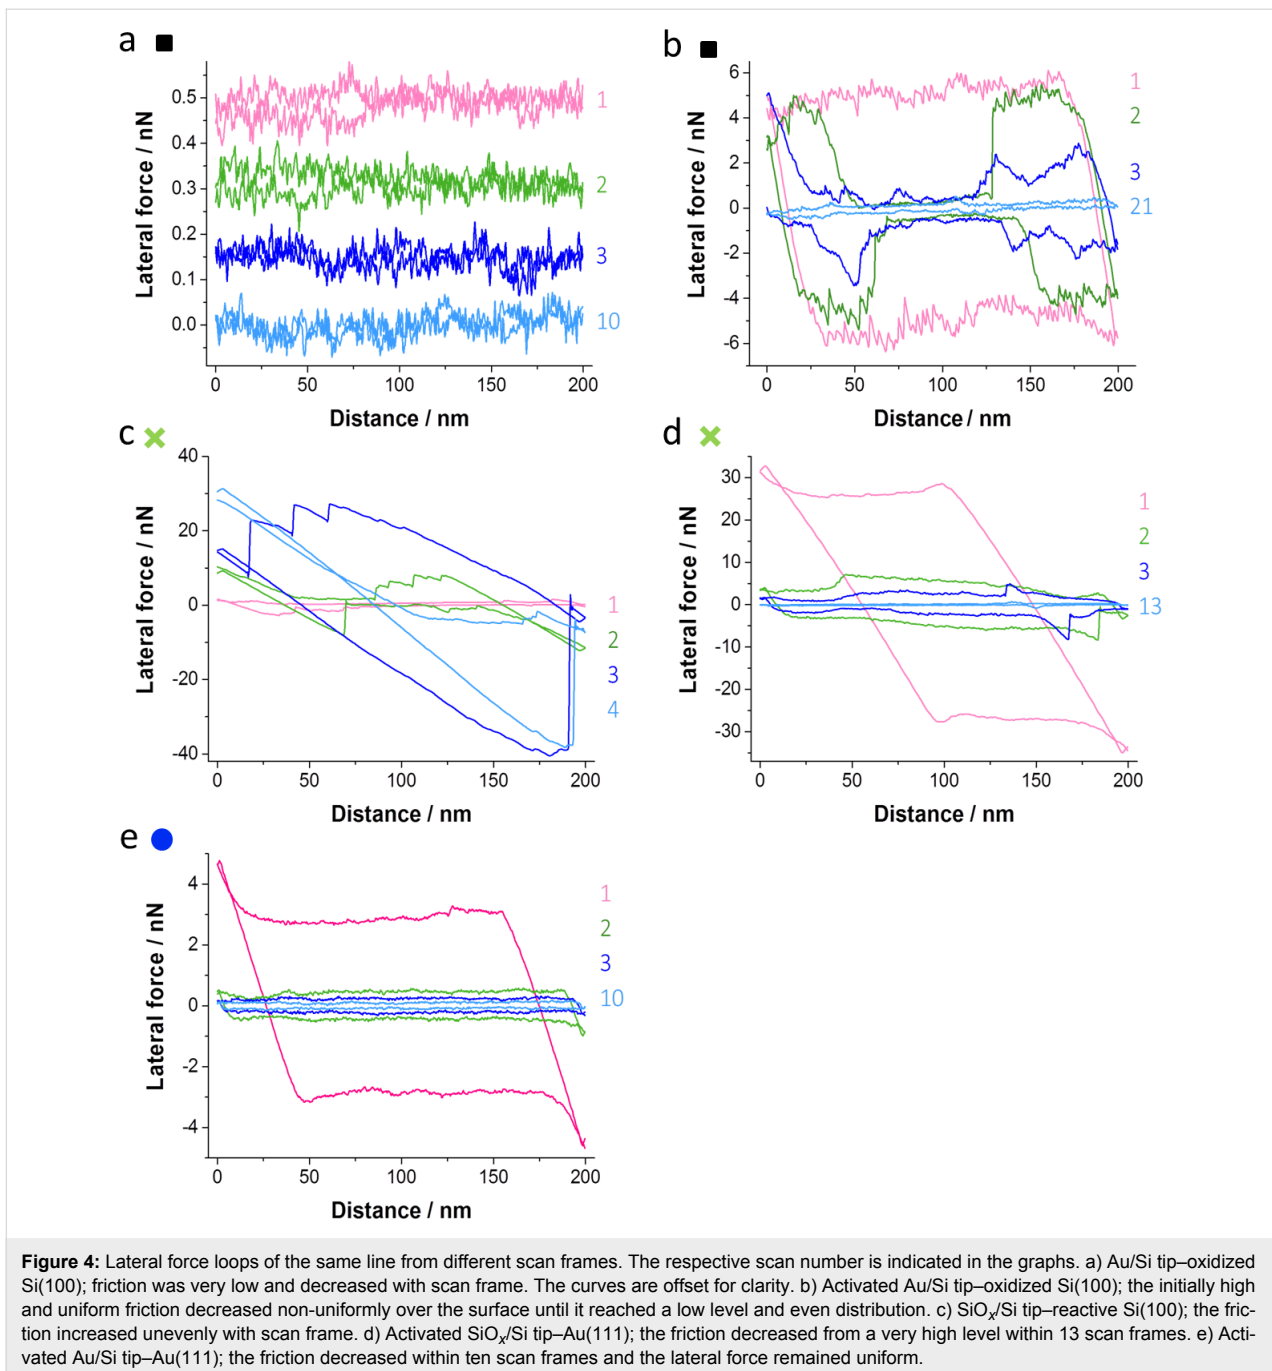 a
b
Lateral force / nN
0.5
0.4
0.3
0.2
0.1
0.0
0 50 100 150 200
Distance / nm
1
2
3
10
Lateral force / nN
6
4
2
0
-2
-4
-6
0 50 100 150 200
Distance / nm
1
2
3
21
c
d
Lateral force / nN
40
20
0
-20
-40
0 50 100 150 200
Distance / nm
1
2
3
4
Lateral force / nN
30
20
10
0
-10
-20
-30
0 50 100 150 200
Distance / nm
1
2
3
13
e
Lateral force / nN
4
2
0
-2
-4
0 50 100 150 200
Distance / nm
1
2
3
10
Figure 4: Lateral force loops of the same line from different scan frames. The respective scan number is indicated in the graphs. a) Au/Si tip–oxidized
Si(100); friction was very low and decreased with scan frame. The curves are offset for clarity. b) Activated Au/Si tip–oxidized Si(100); the initially high
and uniform friction decreased non-uniformly over the surface until it reached a low level and even distribution. c) SiOx/Si tip–reactive Si(100); the fric-
tion increased unevenly with scan frame. d) Activated SiOx/Si tip–Au(111); the friction decreased from a very high level within 13 scan frames. e) Acti-
vated Au/Si tip–Au(111); the friction decreased within ten scan frames and the lateral force remained uniform.